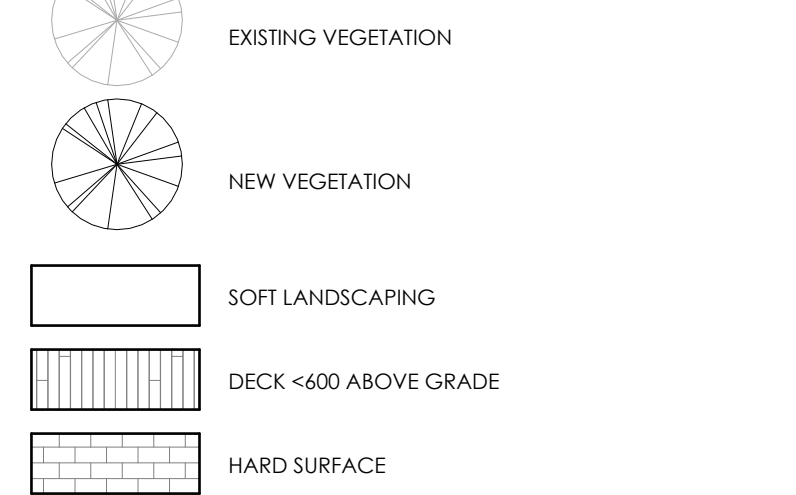 EXISTING VEGETATION
NEW VEGETATION
SOFT LANDSCAPING
DECK <600 ABOVE GRADE
HARD SURFACE